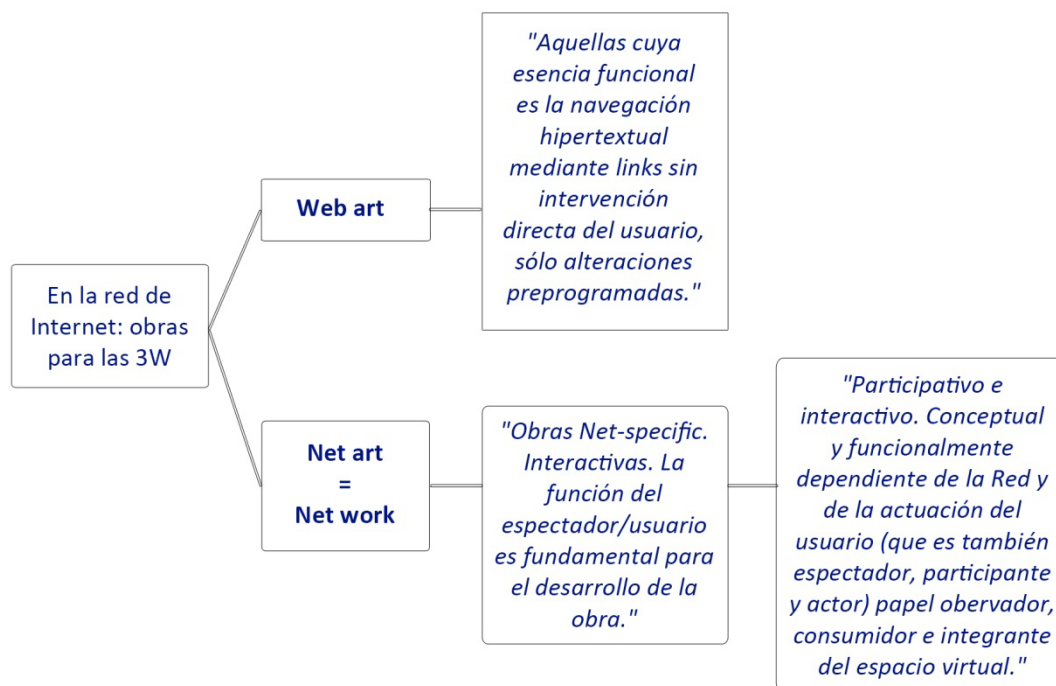 En la red de
Internet: obras
para las 3W
Web art
"Aquellas cuya
esencia funcional
es la navegación
hipertextual
mediante links sin
intervención
directa del usuario,
sólo alteraciones
preprogramadas."
Net art
=
Net work
"Obras Net-specific.
Interactivas. La
función del
espectador/usuario
es fundamental para
el desarrollo de la
obra."
"Participativo e
interactivo. Conceptual
y funcionalmente
dependiente de la Red y
de la actuación del
usuario (que es también
espectador, participante
y actor) papel obervador,
consumidor e integrante
del espacio virtual."